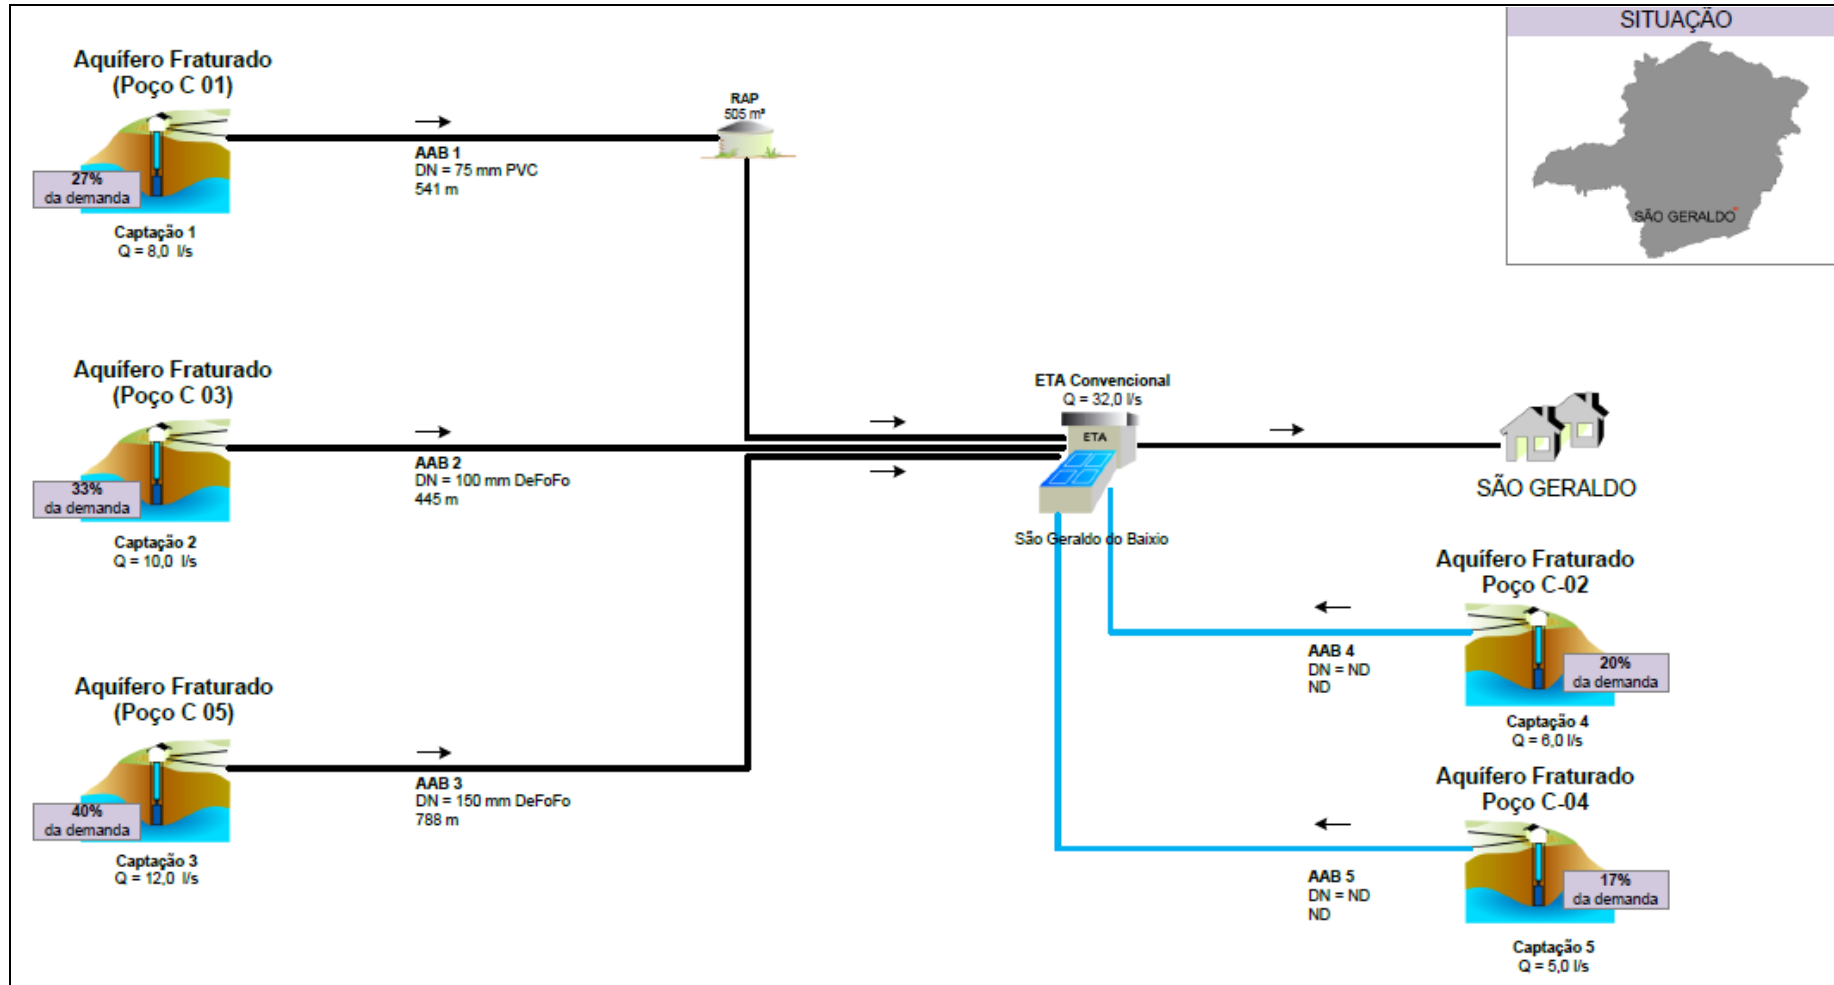 SITUAÇÃO
SÃO GERALDO
Aquífero Fraturado
(Poço C 01)
27%
da demanda
Captação 1
Q = 8,0 l/s
AAB 1
DN = 75 mm PVC
541 m
RAP
505 m³
Aquífero Fraturado
(Poço C 03)
33%
da demanda
Captação 2
Q = 10,0 l/s
AAB 2
DN = 100 mm DeFoFo
445 m
ETA Convencional
Q = 32,0 l/s
ETA
São Geraldo do Baixio
SÃO GERALDO
Aquífero Fraturado
(Poço C 05)
40%
da demanda
Captação 3
Q = 12,0 l/s
AAB 3
DN = 150 mm DeFoFo
788 m
Aquífero Fraturado
Poço C-02
20%
da demanda
Captação 4
Q = 6,0 l/s
AAB 4
DN = ND
ND
Aquífero Fraturado
Poço C-04
17%
da demanda
Captação 5
Q = 5,0 l/s
AAB 5
DN = ND
ND